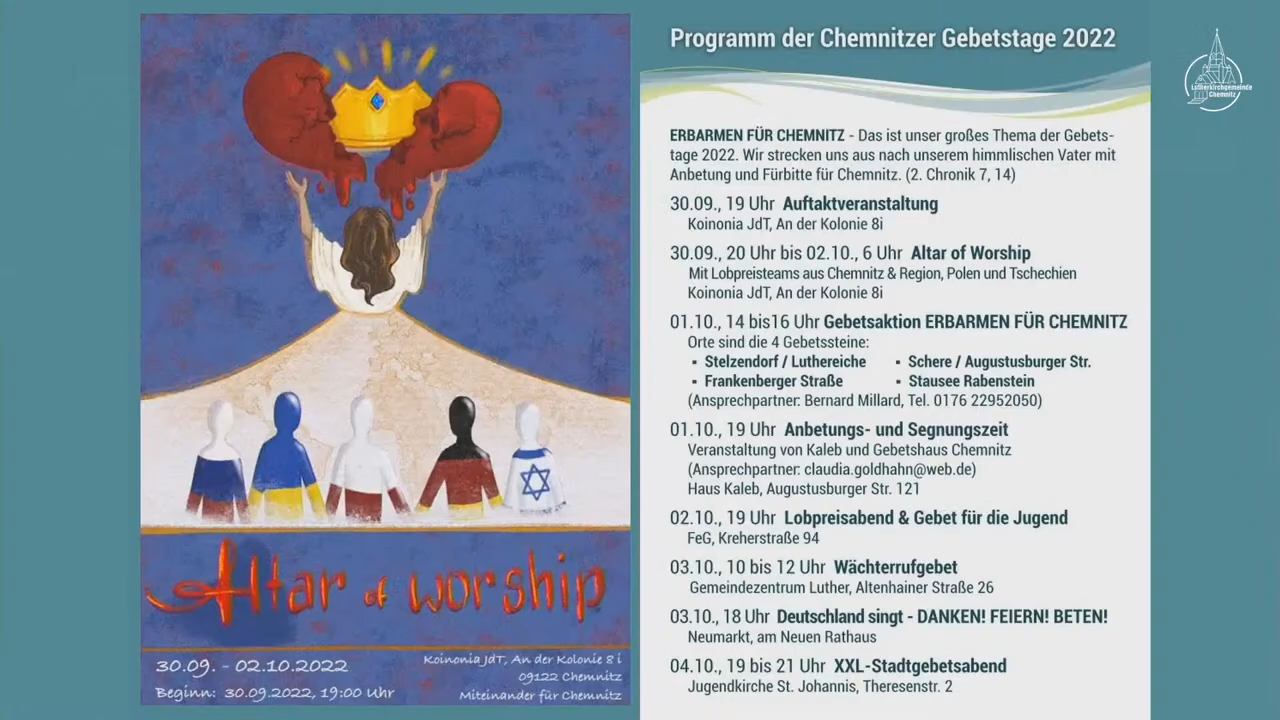 Altar of worship
30.09. - 02.10.2022
Beginn: 30.09.2022, 19:00 Uhr
Koinonia JdT, An der Kolonie 8 i
09122 Chemnitz
Miteinander für Chemnitz
Programm der Chemnitzer Gebetstage 2022
Lutherkirchgemeinde
Chemnitz
ERBARMEN FÜR CHEMNITZ - Das ist unser großes Thema der Gebets-
tage 2022. Wir strecken uns aus nach unserem himmlischen Vater mit
Anbetung und Fürbitte für Chemnitz. (2. Chronik 7, 14)
30.09., 19 Uhr Auftaktveranstaltung
Koinonia JdT, An der Kolonie 8i
30.09., 20 Uhr bis 02.10., 6 Uhr Altar of Worship
Mit Lobpreisteams aus Chemnitz & Region, Polen und Tschechien
Koinonia JdT, An der Kolonie 8i
01.10., 14 bis16 Uhr Gebetsaktion ERBARMEN FÜR CHEMNITZ
Orte sind die 4 Gebetssteine:
▪ Stelzendorf / Luthereiche ▪ Schere / Augustusburger Str.
▪ Frankenberger Straße ▪ Stausee Rabenstein
(Ansprechpartner: Bernard Millard, Tel. 0176 22952050)
01.10., 19 Uhr Anbetungs- und Segnungszeit
Veranstaltung von Kaleb und Gebetshaus Chemnitz
(Ansprechpartner: claudia.goldhahn@web.de)
Haus Kaleb, Augustusburger Str. 121
02.10., 19 Uhr Lobpreisabend & Gebet für die Jugend
FeG, Kreherstraße 94
03.10., 10 bis 12 Uhr Wächterrufgebet
Gemeindezentrum Luther, Altenhainer Straße 26
03.10., 18 Uhr Deutschland singt - DANKEN! FEIERN! BETEN!
Neumarkt, am Neuen Rathaus
04.10., 19 bis 21 Uhr XXL-Stadtgebetsabend
Jugendkirche St. Johannis, Theresenstr. 2